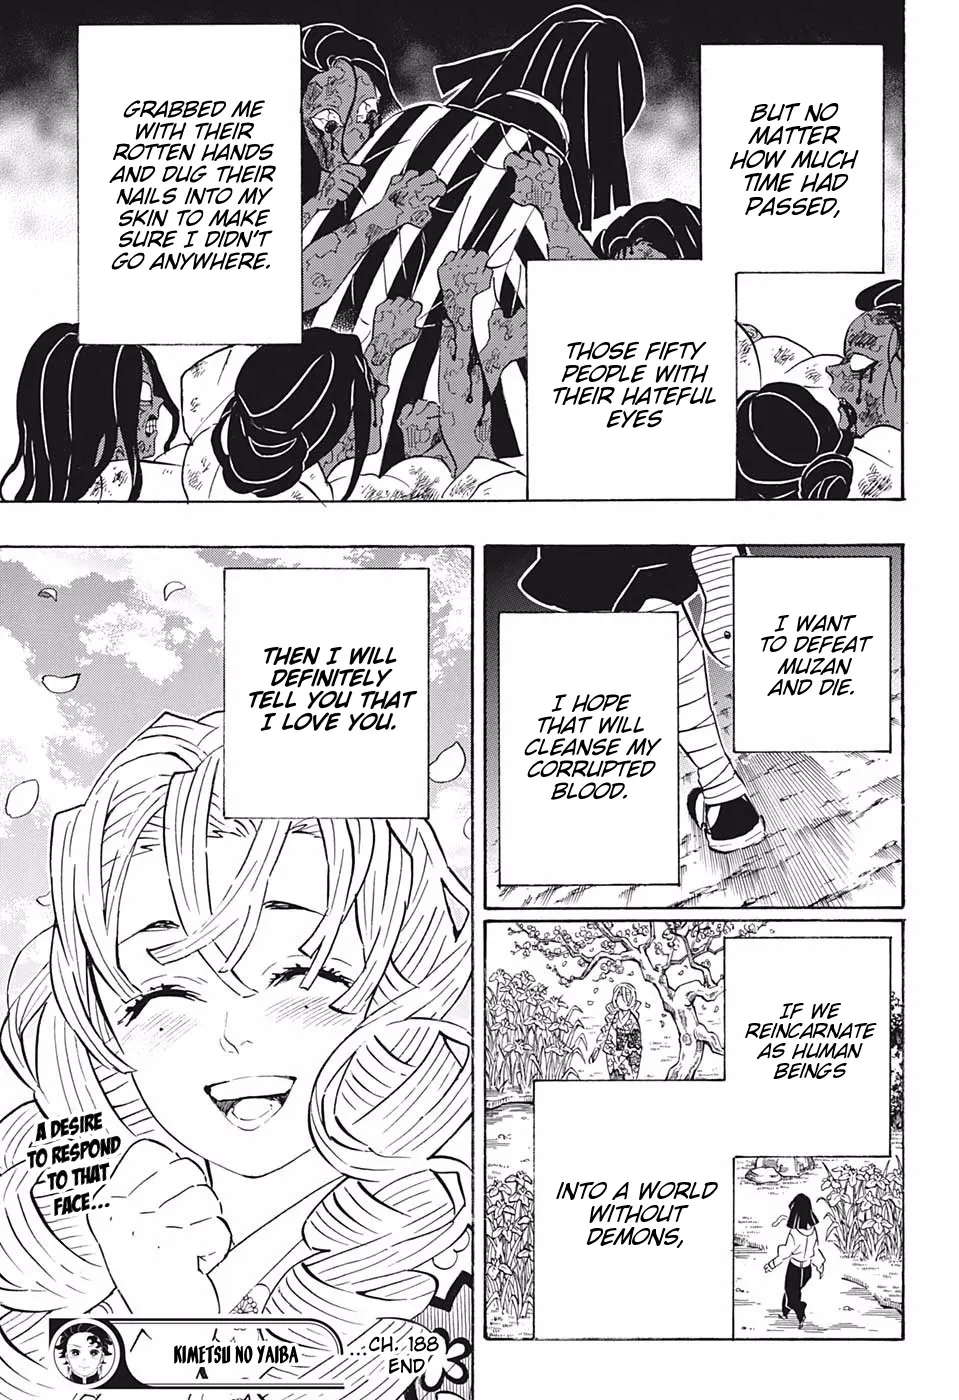 BUT NO
MATTER
HOW MUCH
TIME HAD
PASSED,
THOSE FIFTY
PEOPLE WITH
THEIR HATEFUL
EYES
GRABBED ME
WITH THEIR
ROTTEN HANDS
AND DUG THEIR
NAILS INTO MY
SKIN TO MAKE
SURE I DIDN'T
GO ANYWHERE.
I WANT
TO DEFEAT
MUZAN
AND DIE.
I HOPE
THAT WILL
CLEANSE MY
CORRUPTED
BLOOD.
IF WE
REINCARNATE
AS HUMAN
BEINGS
INTO A WORLD
WITHOUT
DEMONS,
THEN I WILL
DEFINITELY
TELL YOU THAT
I LOVE YOU.
A DESIRE
TO RESPOND
TO THAT
FACE...
KIMETSU NO YAIBA
...CH. 188
END